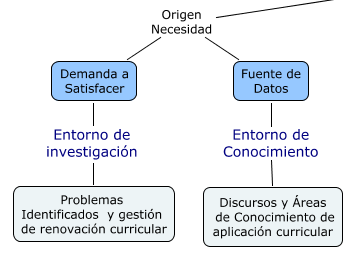 Origen
Necesidad
Demanda a
Satisfacer
Fuente de
Datos
Entorno de
investigación
Entorno de
Conocimiento
Problemas
Identificados y gestión
de renovación curricular
Discursos y Áreas
de Conocimiento de
aplicación curricular